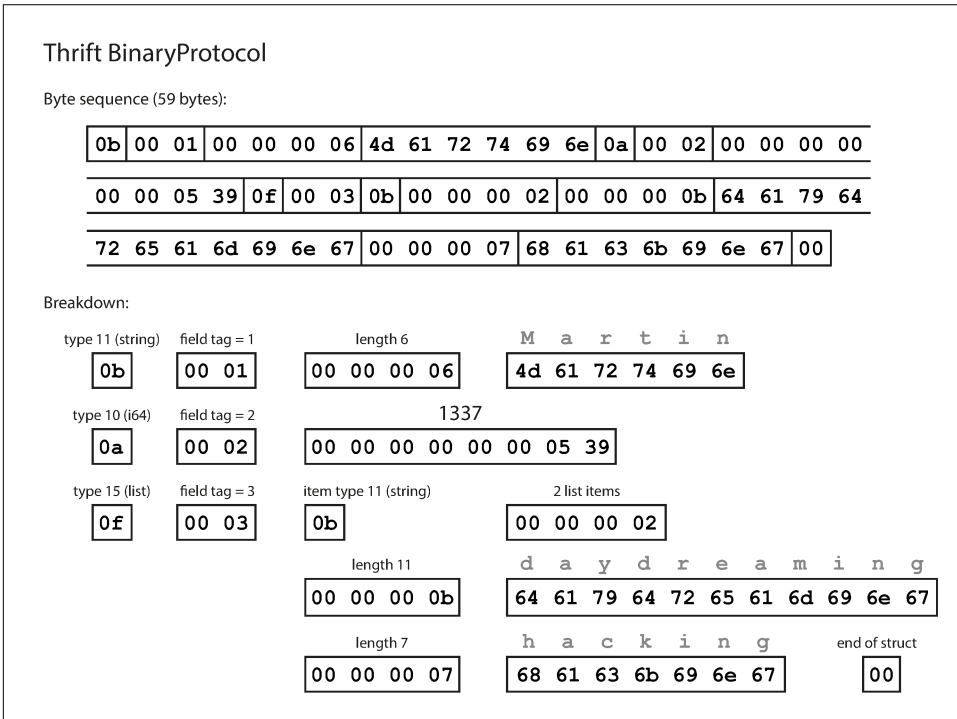 Thrift BinaryProtocol
Byte sequence (59 bytes):
0b 00 01 00 00 00 06 4d 61 72 74 69 6e 0a 00 02 00 00 00 00
00 00 05 39 0f 00 03 0b 00 00 00 02 00 00 00 0b 64 61 79 64
72 65 61 6d 69 6e 67 00 00 00 07 68 61 63 6b 69 6e 67 00
Breakdown:
type 11 (string) field tag = 1 length 6 M a r t i n
0b 00 01 00 00 00 06 4d 61 72 74 69 6e
type 10 (i64) field tag = 2 1337
0a 00 02 00 00 00 00 00 00 05 39
type 15 (list) field tag = 3 item type 11 (string) 2 list items
0f 00 03 0b 00 00 00 02
length 11 d a y d r e a m i n g
00 00 00 0b 64 61 79 64 72 65 61 6d 69 6e 67
length 7 h a c k i n g end of struct
00 00 00 07 68 61 63 6b 69 6e 67 00